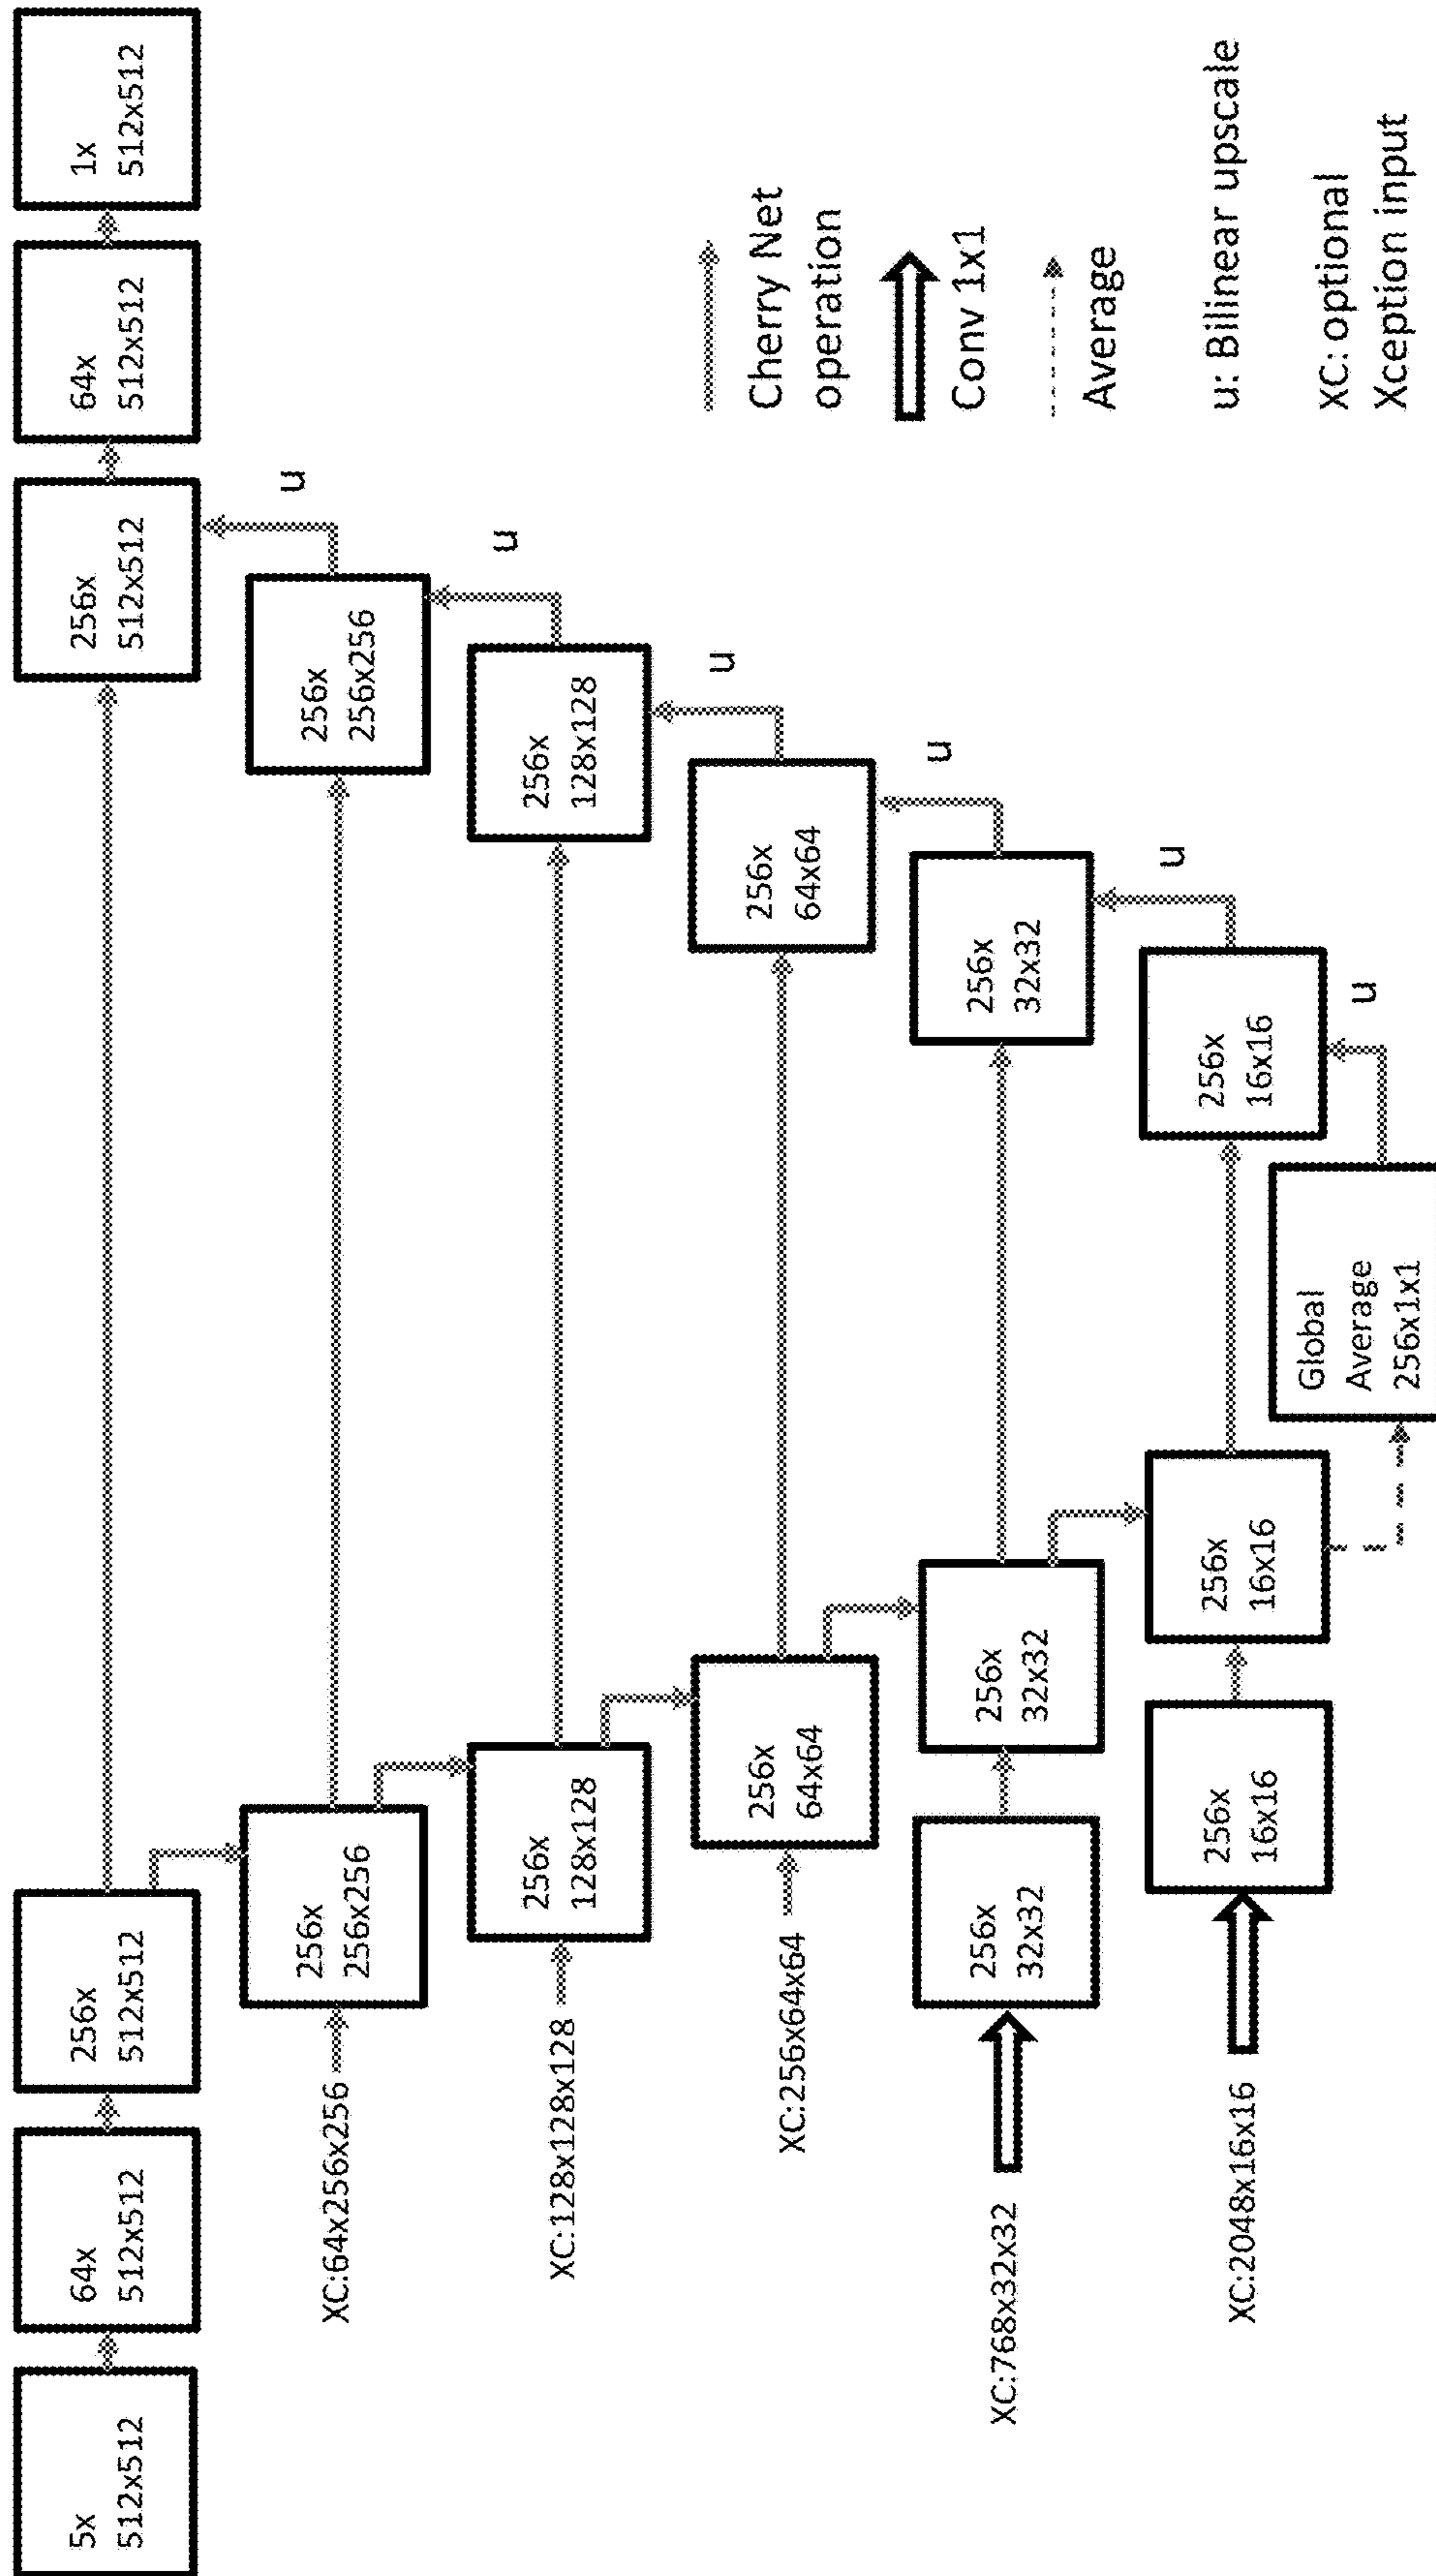 5x
512x512
64x
512x512
256x
512x512
256x
512x512
64x
512x512
1x
512x512
XC:64x256x256
256x
256x256
256x
256x256
u
XC:128x128x128
256x
128x128
256x
128x128
u
XC:256x64x64
256x
64x64
256x
64x64
u
XC:768x32x32
256x
32x32
256x
32x32
256x
32x32
u
XC:2048x16x16
256x
16x16
256x
16x16
256x
16x16
u
Global
Average
256x1x1
u
Cherry Net
operation
Conv 1x1
Average
u: Bilinear upscale
XC: optional
Xception input